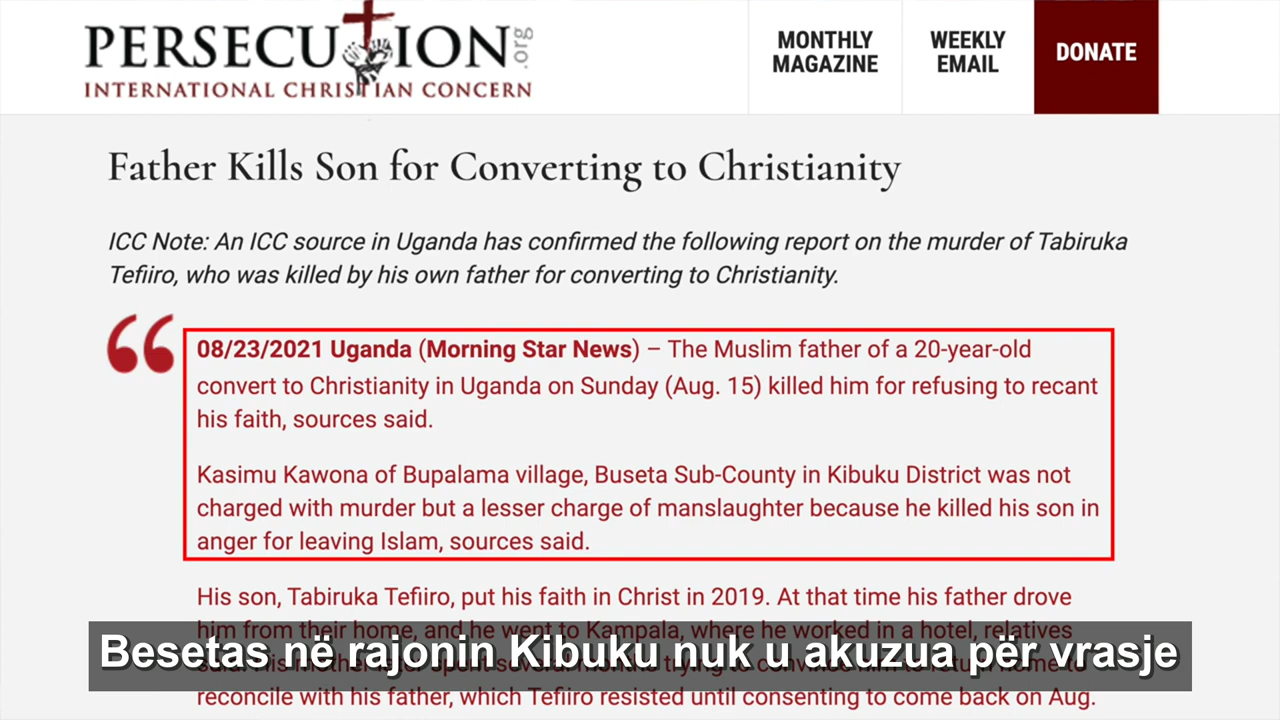 PERSECUTION.org
INTERNATIONAL CHRISTIAN CONCERN
MONTHLY
MAGAZINE
WEEKLY
EMAIL
DONATE
Father Kills Son for Converting to Christianity
ICC Note: An ICC source in Uganda has confirmed the following report on the murder of Tabiruka
Tefiiro, who was killed by his own father for converting to Christianity.
“
08/23/2021 Uganda (Morning Star News) – The Muslim father of a 20-year-old
convert to Christianity in Uganda on Sunday (Aug. 15) killed him for refusing to recant
his faith, sources said.
Kasimu Kawona of Bupalama village, Buseta Sub-County in Kibuku District was not
charged with murder but a lesser charge of manslaughter because he killed his son in
anger for leaving Islam, sources said.
His son, Tabiruka Tefiiro, put his faith in Christ in 2019. At that time his father drove
him from their home, and he went to Kampala, where he worked in a hotel, relatives
Besetas në rajonin Kibuku nuk u akuzua për vrasje
reconcile with his father, which Tefiiro resisted until consenting to come back on Aug.